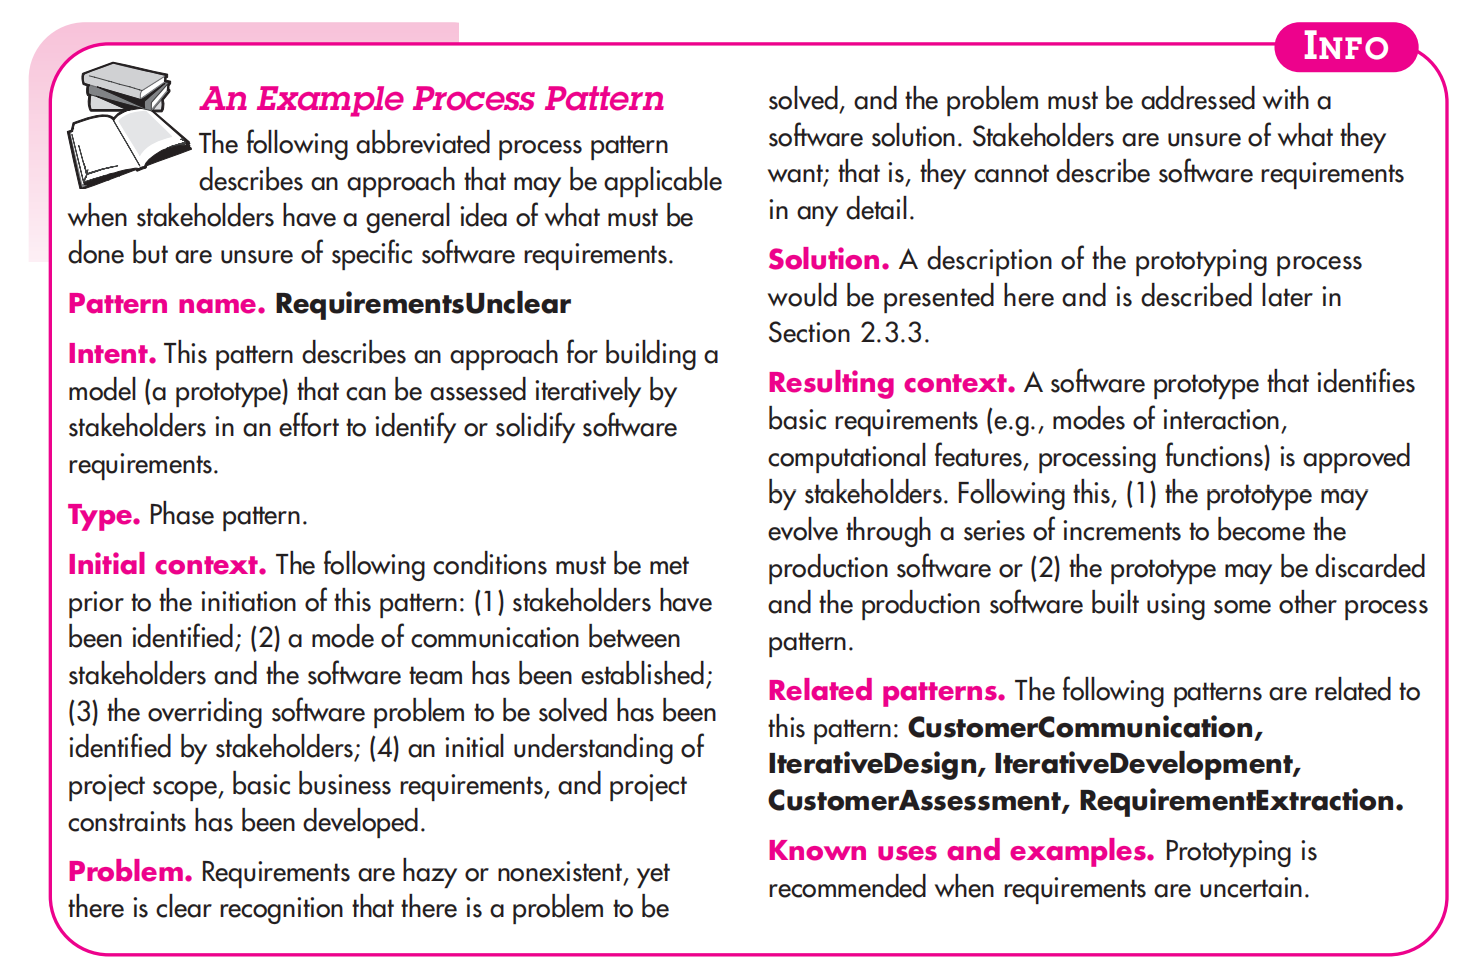 INFO
An Example Process Pattern
The following abbreviated process pattern
describes an approach that may be applicable
when stakeholders have a general idea of what must be
done but are unsure of specific software requirements.
Pattern name. RequirementsUnclear
Intent. This pattern describes an approach for building a
model (a prototype) that can be assessed iteratively by
stakeholders in an effort to identify or solidify software
requirements.
Type. Phase pattern.
Initial context. The following conditions must be met
prior to the initiation of this pattern: (1) stakeholders have
been identified; (2) a mode of communication between
stakeholders and the software team has been established;
(3) the overriding software problem to be solved has been
identified by stakeholders; (4) an initial understanding of
project scope, basic business requirements, and project
constraints has been developed.
Problem. Requirements are hazy or nonexistent, yet
there is clear recognition that there is a problem to be
solved, and the problem must be addressed with a
software solution. Stakeholders are unsure of what they
want; that is, they cannot describe software requirements
in any detail.
Solution. A description of the prototyping process
would be presented here and is described later in
Section 2.3.3.
Resulting context. A software prototype that identifies
basic requirements (e.g., modes of interaction,
computational features, processing functions) is approved
by stakeholders. Following this, (1) the prototype may
evolve through a series of increments to become the
production software or (2) the prototype may be discarded
and the production software built using some other process
pattern.
Related patterns. The following patterns are related to
this pattern: CustomerCommunication,
IterativeDesign, IterativeDevelopment,
CustomerAssessment, RequirementExtraction.
Known uses and examples. Prototyping is
recommended when requirements are uncertain.